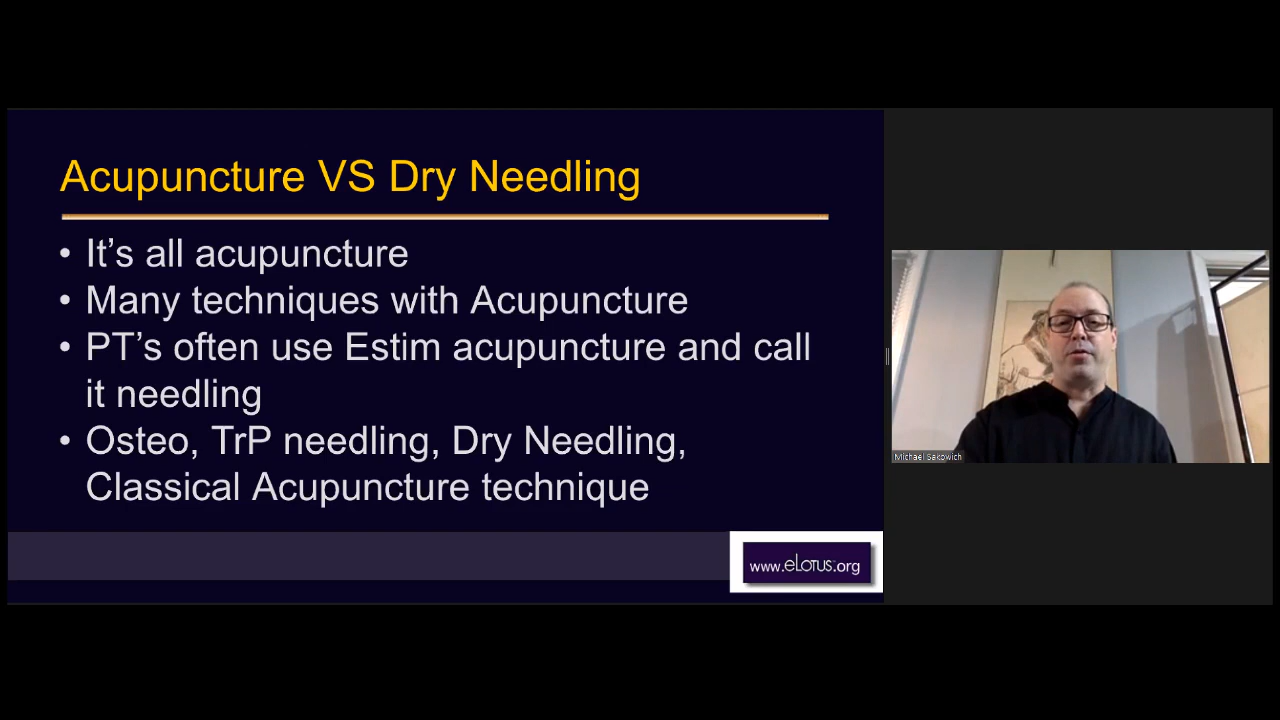 Acupuncture VS Dry Needling
• It’s all acupuncture
• Many techniques with Acupuncture
• PT’s often use Estim acupuncture and call
it needling
• Osteo, TrP needling, Dry Needling,
Classical Acupuncture technique
www.eLotus.org
Michael Sakowich